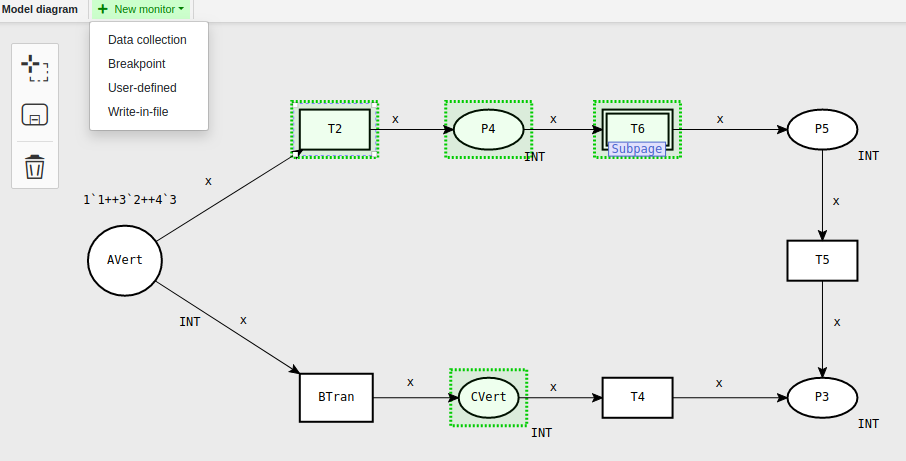 Model diagram
New monitor
Data collection
Breakpoint
User-defined
Write-in-file
T2
x
P4
x
T6
x
P5
Subpage
INT
INT
x
1`1++3`2++4`3
x
AVert
T5
INT
x
x
BTran
x
CVert
x
T4
x
P3
INT
INT